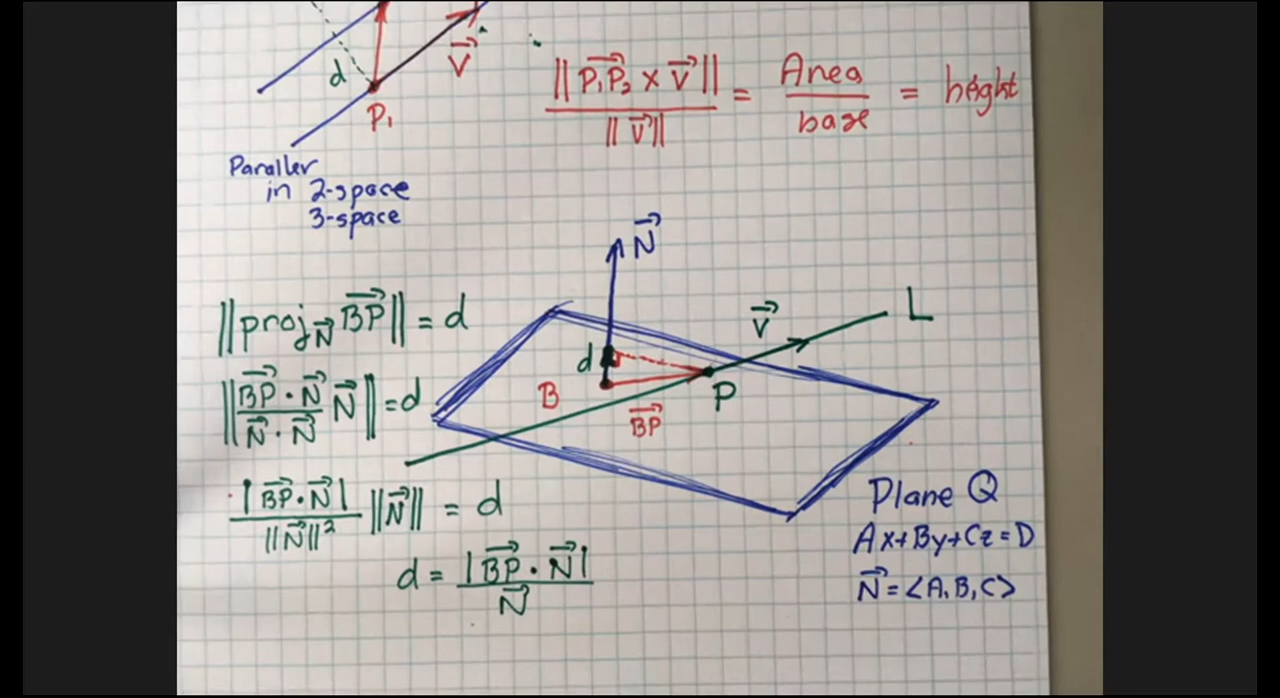 d
V⃗
P₁
‖P₁P₂⃗ × V⃗‖ / ‖V⃗‖ = Area / base = height
Paraller
in 2-space
3-space
N⃗
‖proj_N⃗ BP⃗‖ = d
‖(BP⃗ · N⃗ / N⃗ · N⃗) N⃗‖ = d
|BP⃗ · N⃗| / ‖N⃗‖² ‖N⃗‖ = d
d = |BP⃗ · N⃗| / N⃗
d
B
BP⃗
P
V⃗
L
Plane Q
Ax+By+Cz=D
N⃗ = <A, B, C>